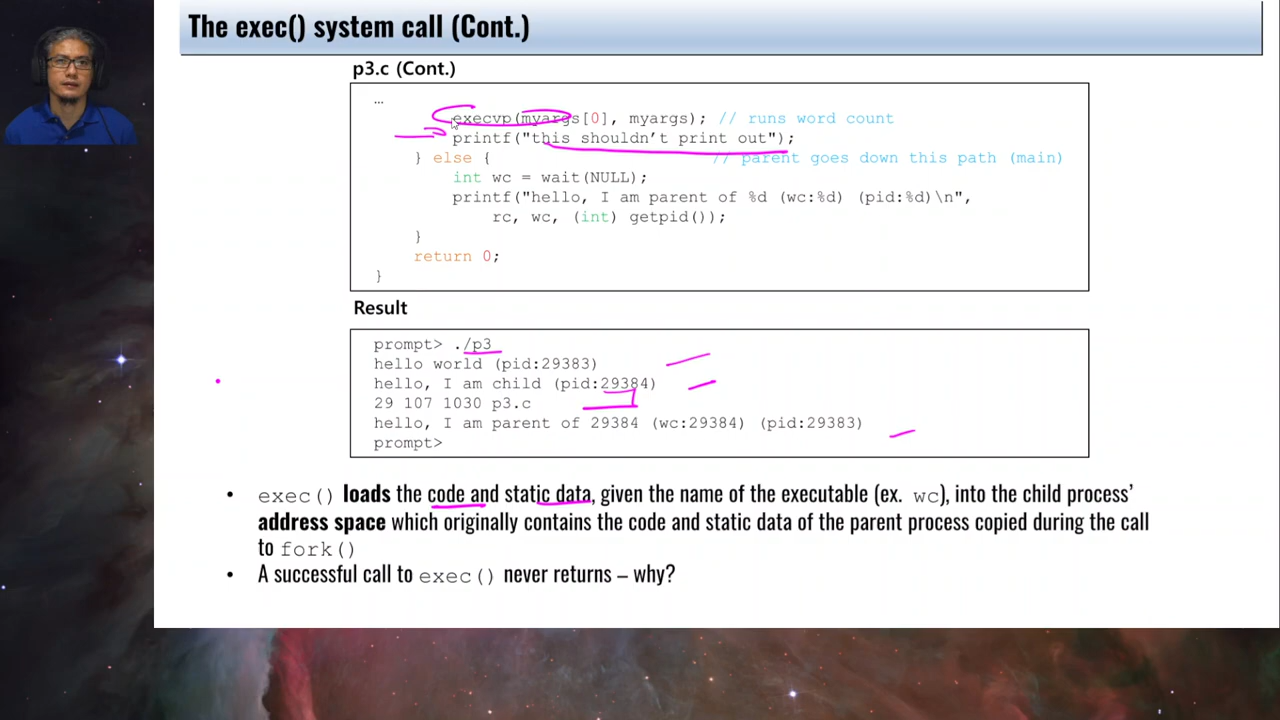 The exec() system call (Cont.)
p3.c (Cont.)
…
execvp(myargs[0], myargs); // runs word count
printf("this shouldn’t print out");
} else { // parent goes down this path (main)
int wc = wait(NULL);
printf("hello, I am parent of %d (wc:%d) (pid:%d)\n",
rc, wc, (int) getpid());
}
return 0;
}
Result
prompt> ./p3
hello world (pid:29383)
hello, I am child (pid:29384)
29 107 1030 p3.c
hello, I am parent of 29384 (wc:29384) (pid:29383)
prompt>
• exec() loads the code and static data, given the name of the executable (ex. wc), into the child process’
address space which originally contains the code and static data of the parent process copied during the call
to fork()
• A successful call to exec() never returns – why?